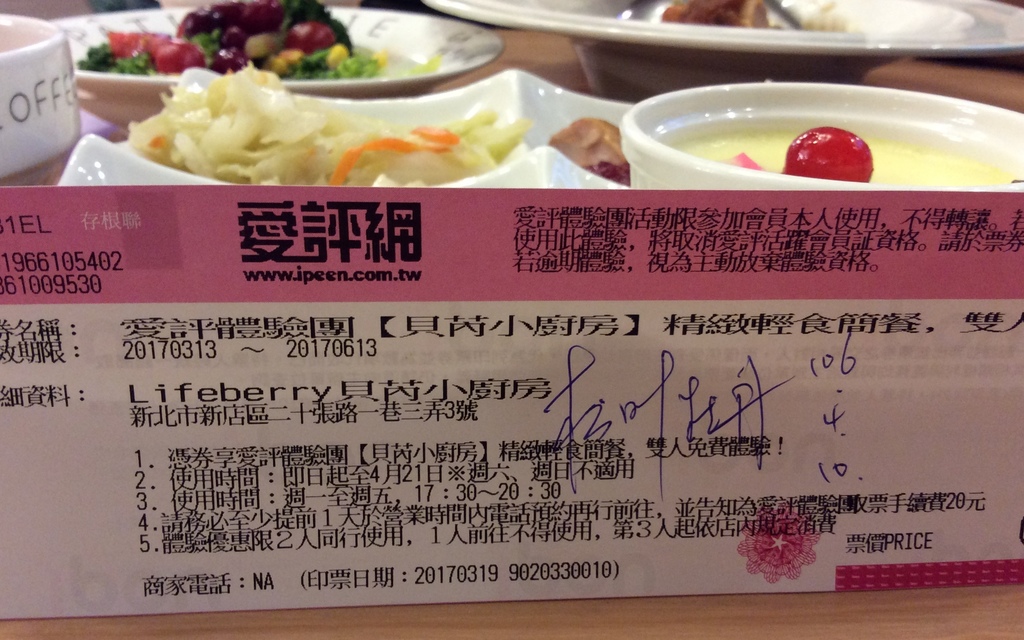 OFFE
31EL 存根聯
1966105402
361009530
愛評網
www.ipeen.com.tw
愛評體驗團活動限參加會員本人使用，不得轉讓。若
使用此體驗，將取消愛評活躍會員証資格。請於票券
若逾期體驗，視為主動放棄體驗資格。
券名稱：愛評體驗團【貝芮小廚房】精緻輕食簡餐，雙人
效期限：20170313 ～ 20170613
細資料：Lifeberry貝芮小廚房
新北市新店區二十張路一巷三弄3號
106
4.
10.
1. 憑券享愛評體驗團【貝芮小廚房】精緻輕食簡餐，雙人免費體驗！
2. 使用時間：即日起至4月21日※週六、週日不適用
3. 使用時間：週一至週五，17：30～20：30
4. 請務必至少提前1天於營業時間內電話預約再行前往，並告知為愛評體驗團
取票手續費20元
5. 體驗優惠限2人同行使用，1人前往不得使用，第3人起依店內規定消費
票價PRICE
商家電話：NA （印票日期：20170319 9020330010）